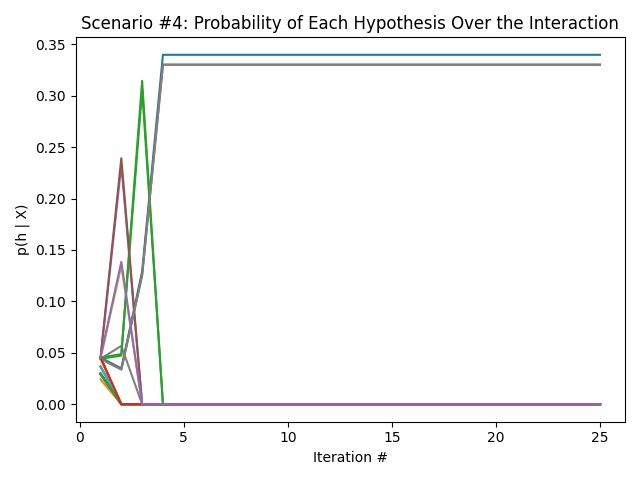 Scenario #4: Probability of Each Hypothesis Over the Interaction
0.35
0.30
0.25
0.20
0.15
0.10
0.05
0.00
p(h | X)
0 5 10 15 20 25
Iteration #